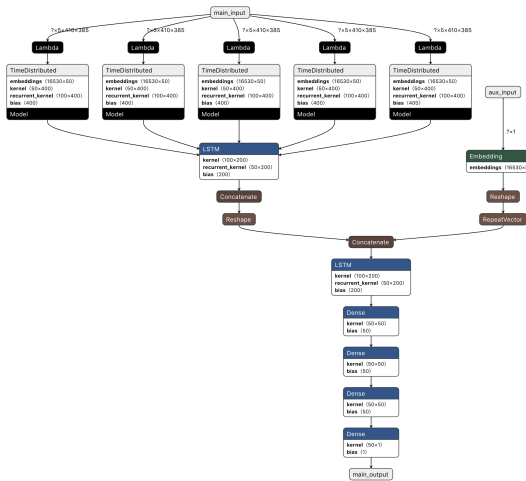 main_input
?×5×410×385 ?×5×410×385 ?×5×410×385 ?×5×410×385 ?×5×410×385
Lambda Lambda Lambda Lambda Lambda
TimeDistributed TimeDistributed TimeDistributed TimeDistributed TimeDistributed
embeddings ⟨16530×50⟩ embeddings ⟨16530×50⟩ embeddings ⟨16530×50⟩ embeddings ⟨16530×50⟩ embeddings ⟨16530×50⟩
kernel ⟨50×400⟩ kernel ⟨50×400⟩ kernel ⟨50×400⟩ kernel ⟨50×400⟩ kernel ⟨50×400⟩
recurrent_kernel ⟨100×400⟩ recurrent_kernel ⟨100×400⟩ recurrent_kernel ⟨100×400⟩ recurrent_kernel ⟨100×400⟩ recurrent_kernel ⟨100×400⟩
bias ⟨400⟩ bias ⟨400⟩ bias ⟨400⟩ bias ⟨400⟩ bias ⟨400⟩
Model Model Model Model Model
aux_input
?×1
LSTM
kernel ⟨100×200⟩
recurrent_kernel ⟨50×200⟩
bias ⟨200⟩
Embedding
embeddings
Concatenate
Reshape
Reshape
RepeatVector
Concatenate
LSTM
kernel ⟨100×200⟩
recurrent_kernel ⟨50×200⟩
bias ⟨200⟩
Dense
kernel ⟨50×50⟩
bias ⟨50⟩
Dense
kernel ⟨50×50⟩
bias ⟨50⟩
Dense
kernel ⟨50×50⟩
bias ⟨50⟩
Dense
kernel ⟨50×1⟩
bias ⟨1⟩
main_output